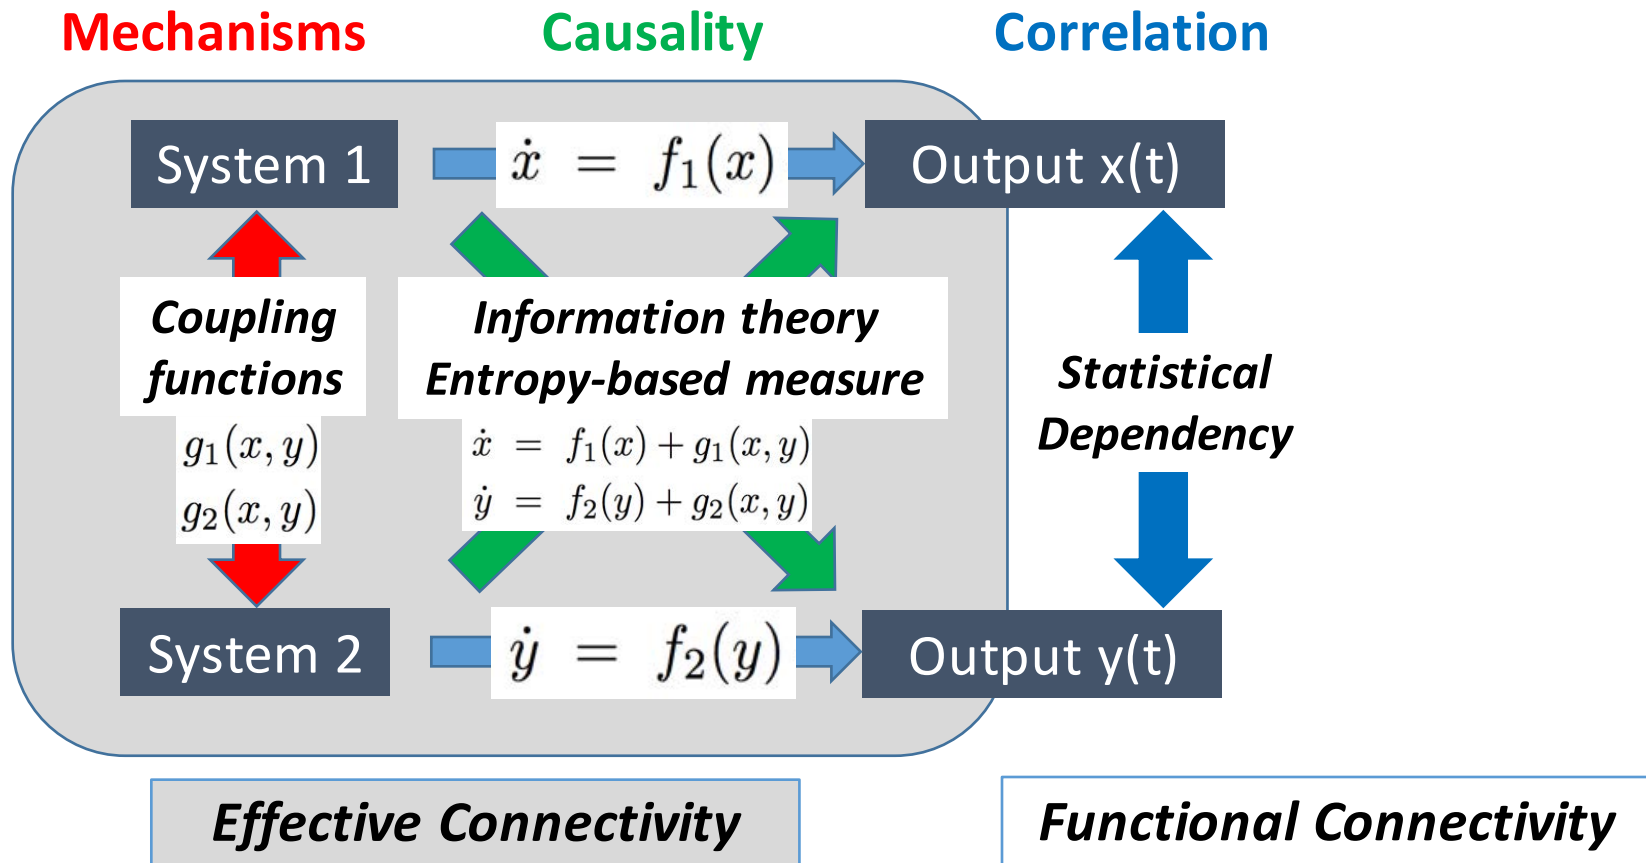 Mechanisms
Causality
Correlation
System 1
ẋ = f₁(x)
Output x(t)
Coupling
functions
g₁(x, y)
g₂(x, y)
Information theory
Entropy-based measure
ẋ = f₁(x) + g₁(x, y)
ẏ = f₂(y) + g₂(x, y)
Statistical
Dependency
System 2
ẏ = f₂(y)
Output y(t)
Effective Connectivity
Functional Connectivity